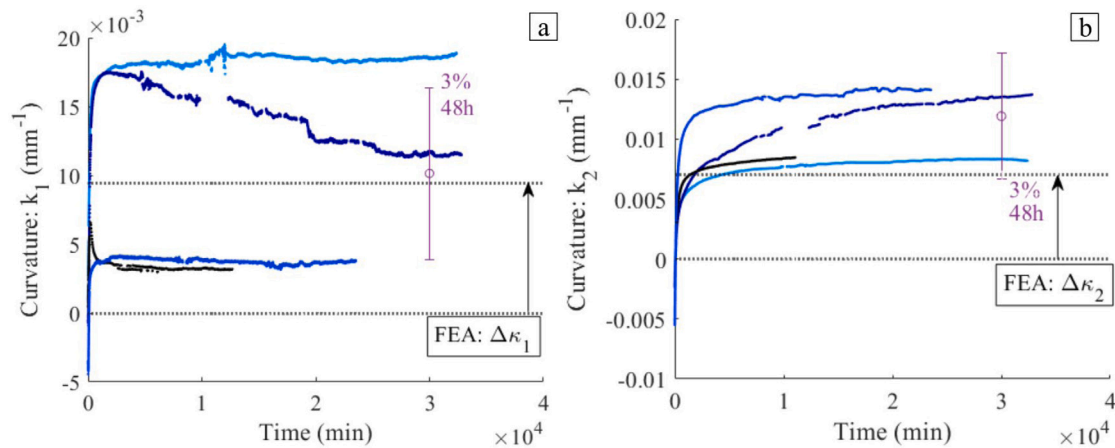 ×10⁻³
a
20
15
10
5
0
-5
Curvature: k₁ (mm⁻¹)
3%
48h
FEA: Δκ₁
0
1
2
3
4
Time (min)
×10⁴
b
0.02
0.015
0.01
0.005
0
-0.005
-0.01
Curvature: k₂ (mm⁻¹)
3%
48h
FEA: Δκ₂
0
1
2
3
4
Time (min)
×10⁴